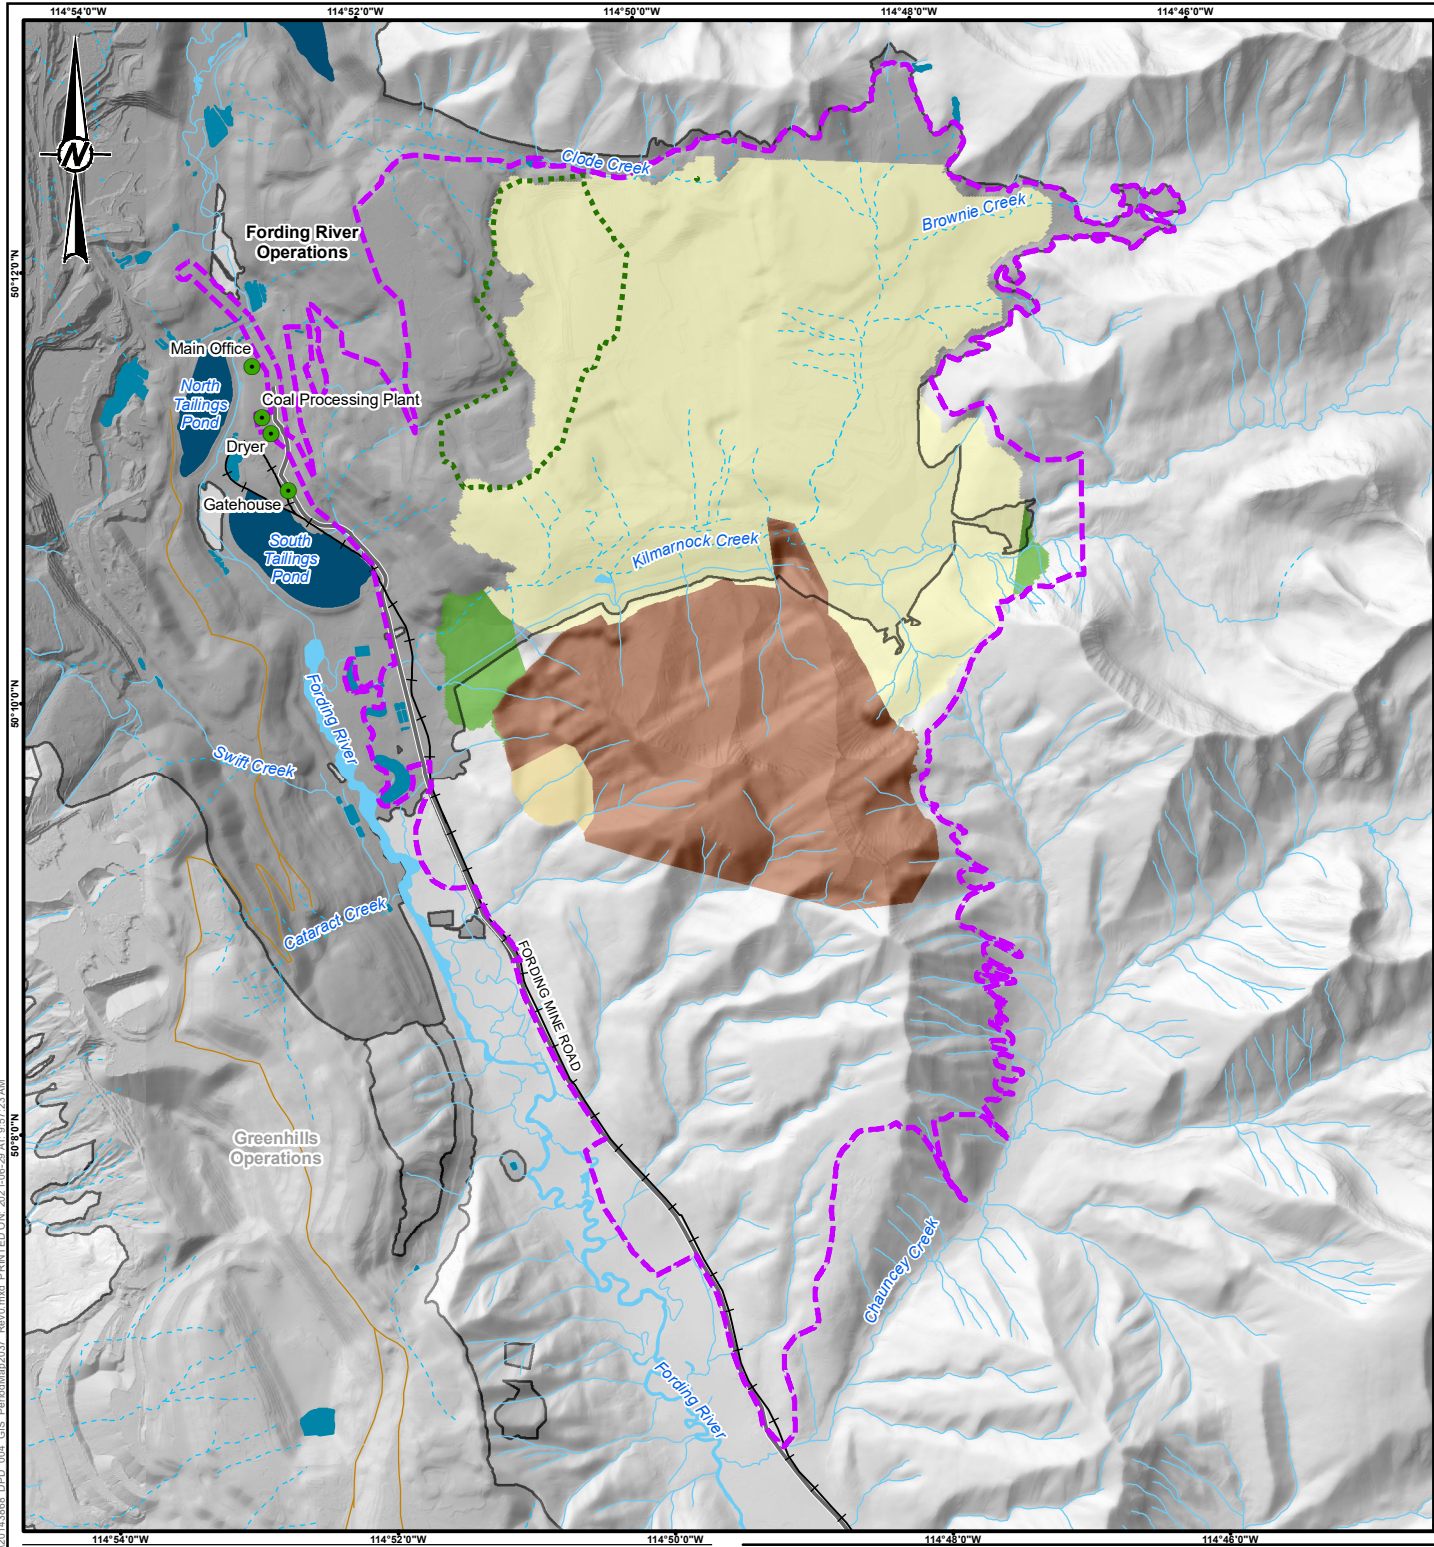 114°54'0"W
114°52'0"W
114°50'0"W
114°48'0"W
114°46'0"W
N
Clode Creek
Brownie Creek
Fording River
Operations
50°12'0"N
Main Office
North
Tailings
Pond
Coal Processing Plant
Dryer
Gatehouse
South
Tailings
Pond
Kilmarnock Creek
50°10'0"N
Fording River
Swift Creek
Cataract Creek
FORDING MINE ROAD
50°8'0"N
Greenhills
Operations
Chauncey Creek
Fording River
114°54'0"W
114°52'0"W
114°50'0"W
114°48'0"W
114°46'0"W